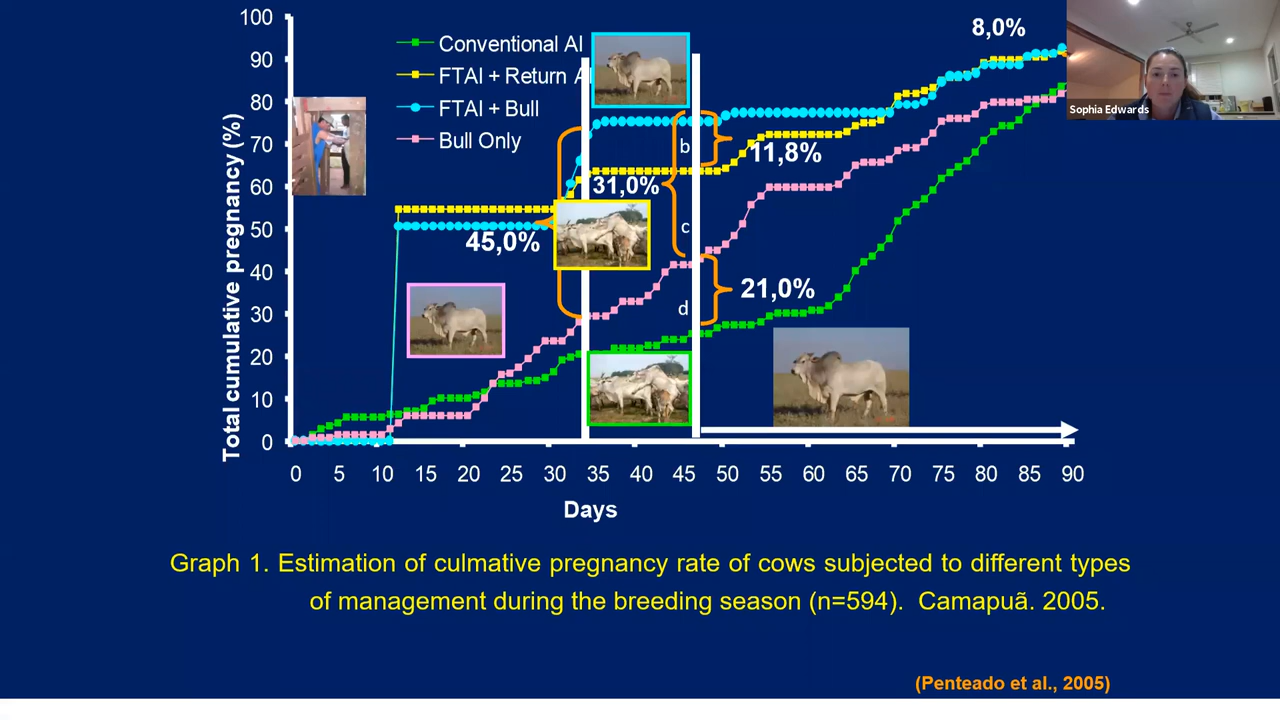 100
90
80
70
60
50
40
30
20
10
0
Total cumulative pregnancy (%)
Conventional AI
FTAI + Return A
FTAI + Bull
Bull Only
8,0%
Sophia Edwards
b
11,8%
31,0%
c
45,0%
d
21,0%
0 5 10 15 20 25 30 35 40 45 50 55 60 65 70 75 80 85 90
Days
Graph 1. Estimation of culmative pregnancy rate of cows subjected to different types
of management during the breeding season (n=594). Camapuã. 2005.
(Penteado et al., 2005)